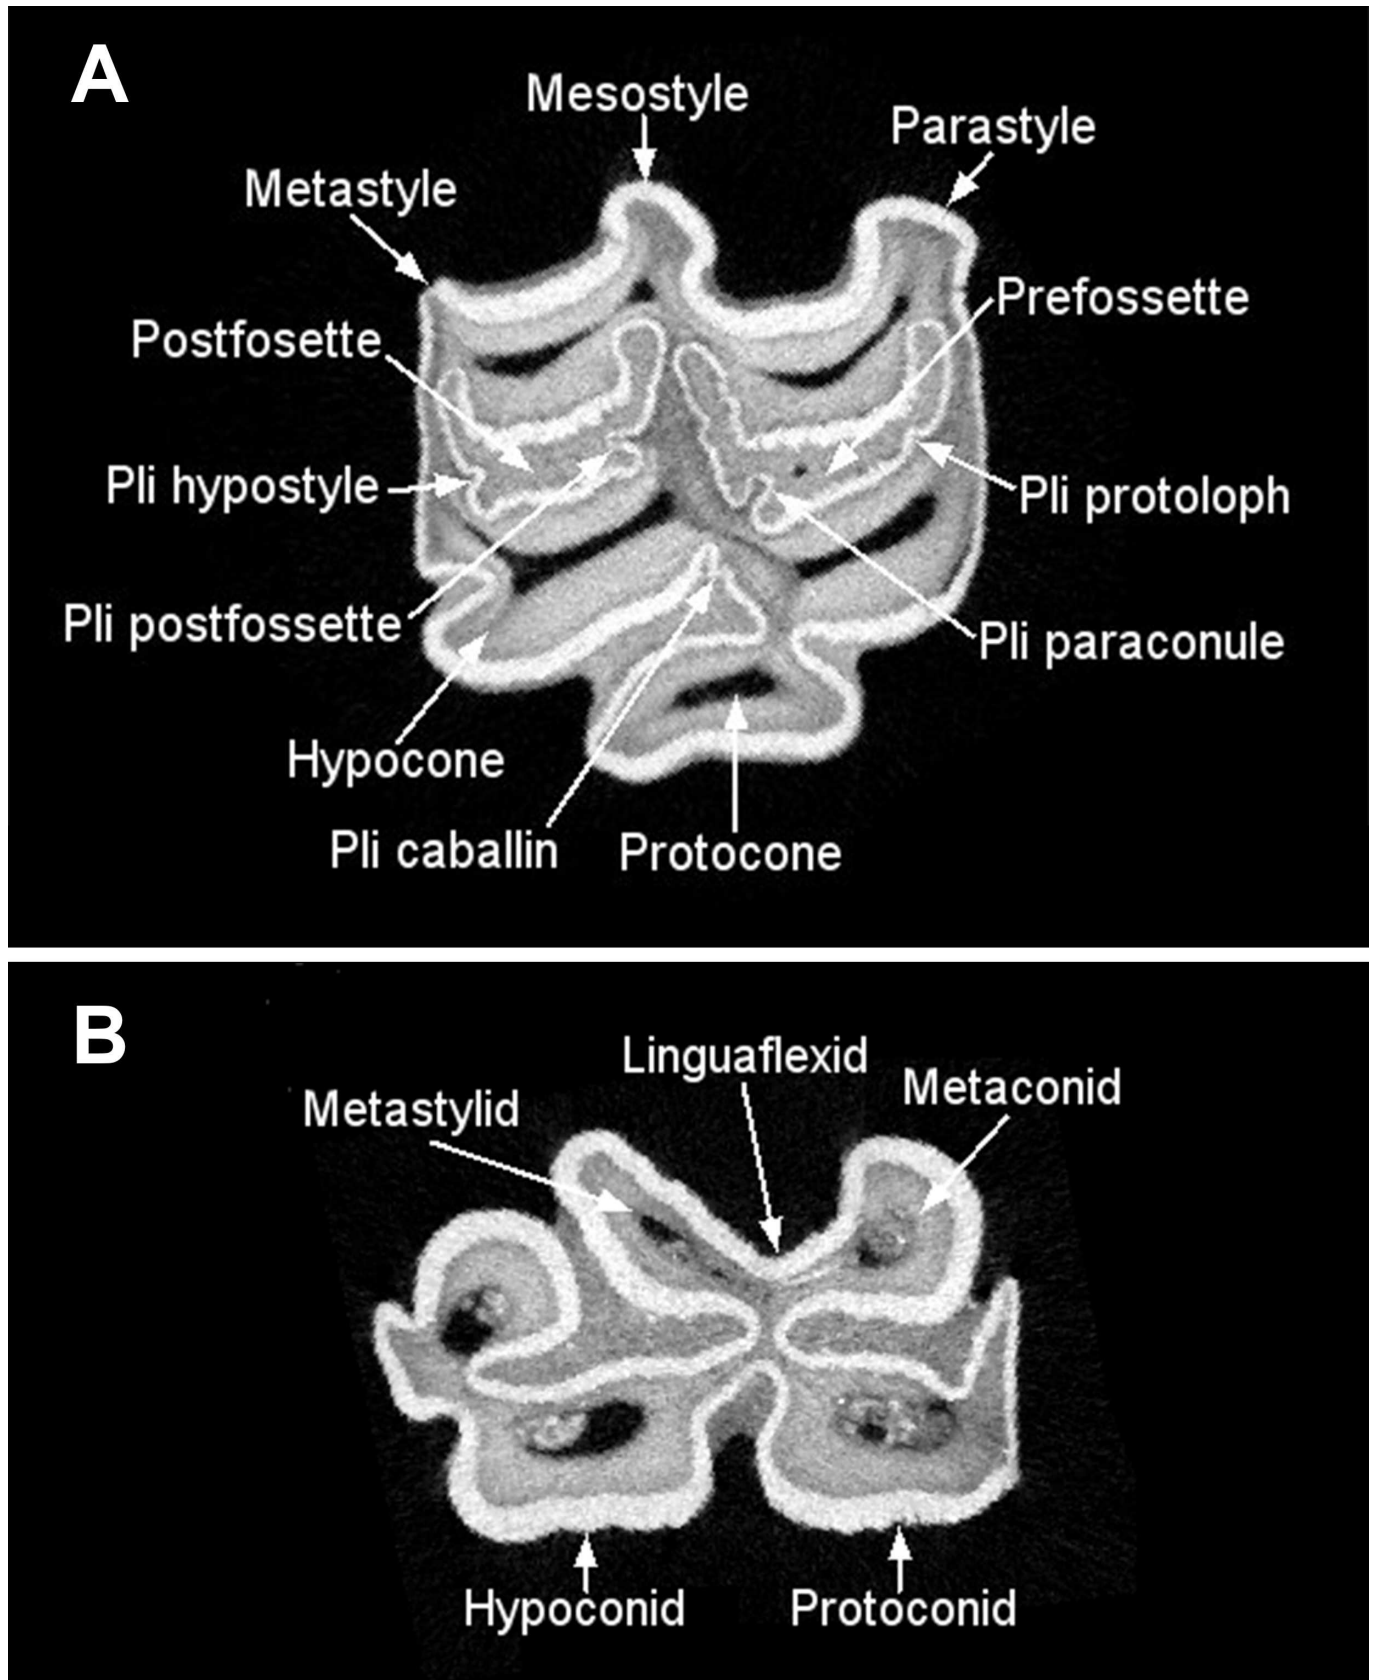 A
Mesostyle
Parastyle
Metastyle
Prefossette
Postfosette
Pli hypostyle
Pli protoloph
Pli postfossette
Pli paraconule
Hypocone
Pli caballin
Protocone
B
Linguaflexid
Metaconid
Metastylid
Hypoconid
Protoconid